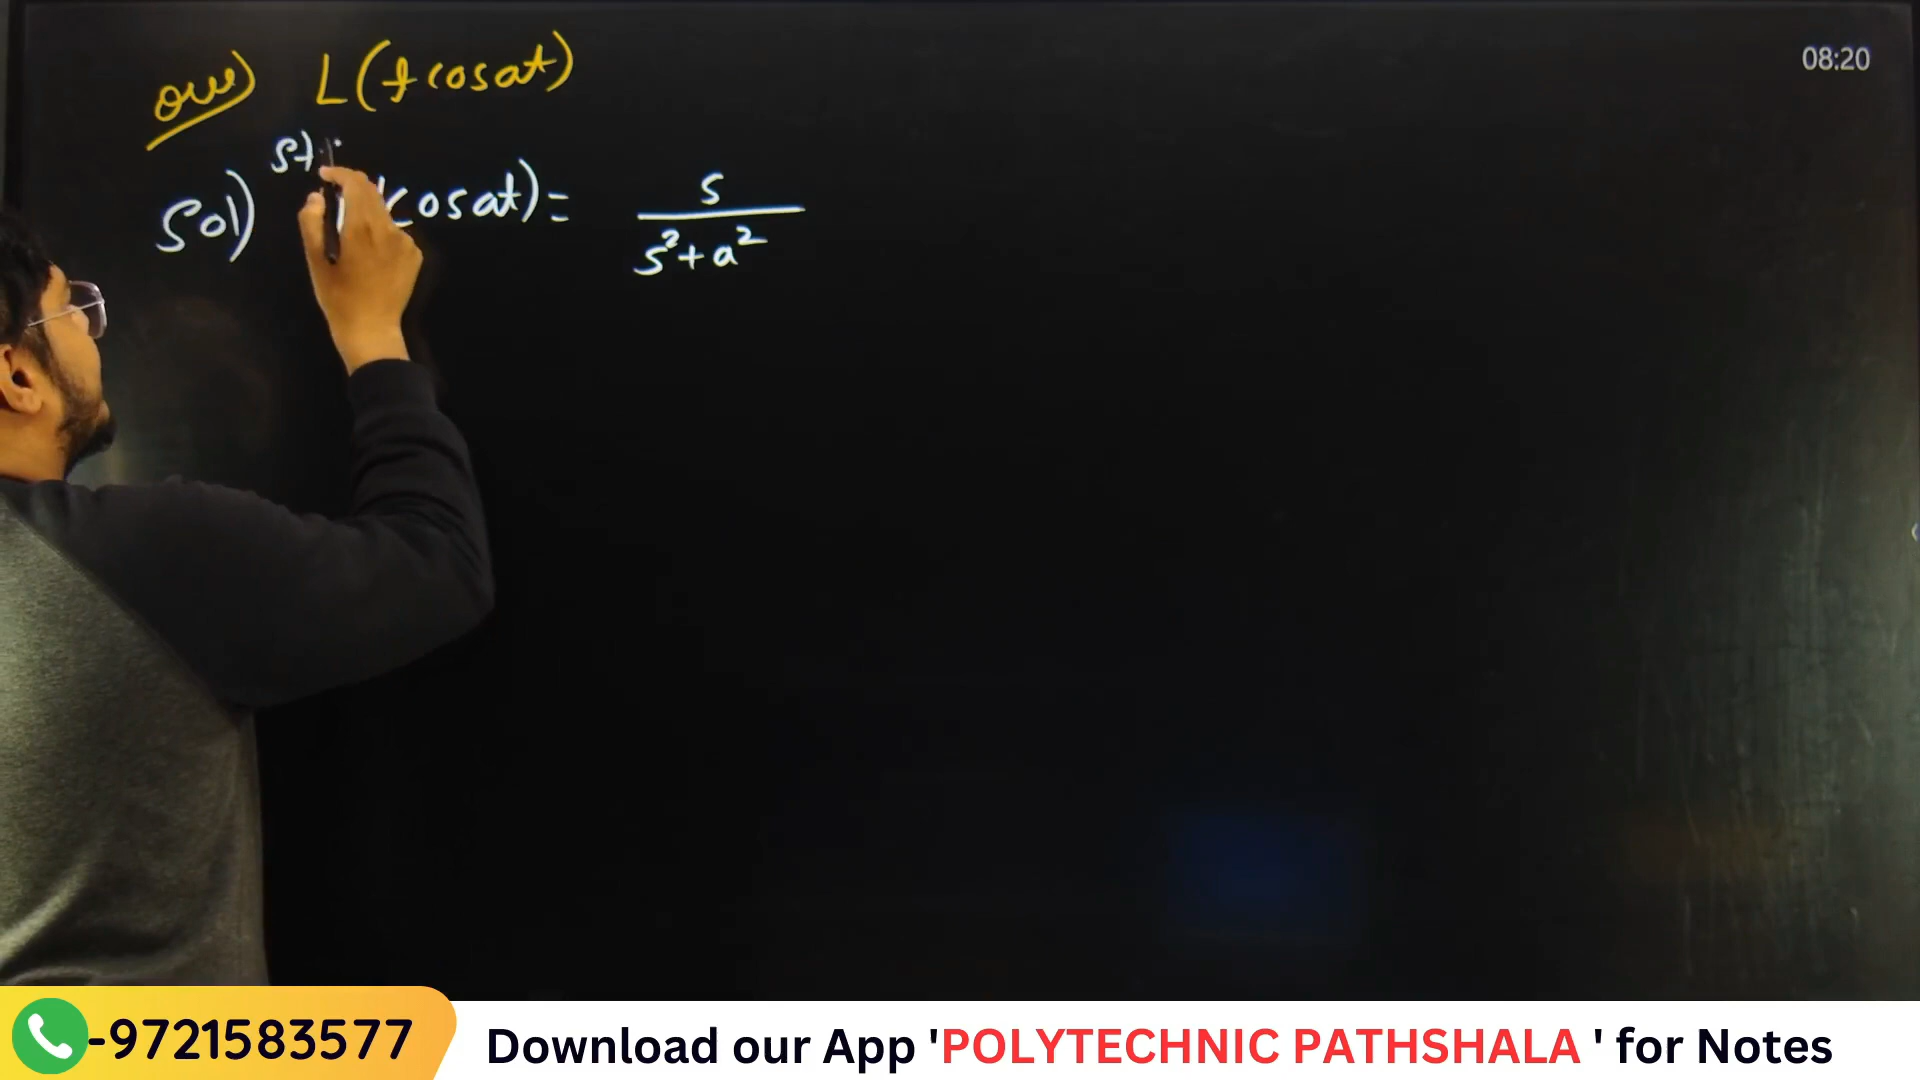 08:20
Que) L(t cosat)
Sol) L(cosat) = s / s²+a²
-9721583577
Download our App 'POLYTECHNIC PATHSHALA ' for Notes